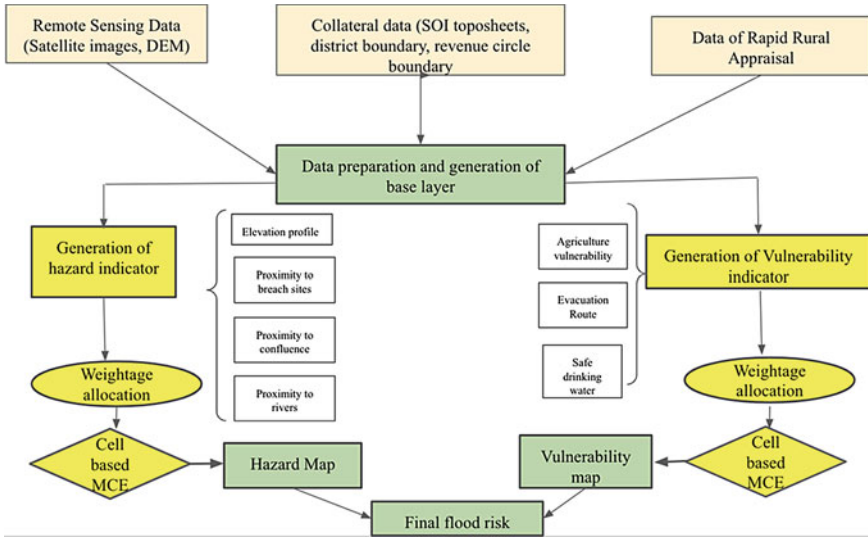 Remote Sensing Data
(Satellite images, DEM)
Collateral data (SOI toposheets,
district boundary, revenue circle
boundary
Data of Rapid Rural
Appraisal
Data preparation and generation of
base layer
Generation of
hazard indicator
Elevation profile
Proximity to
breach sites
Proximity to
confluence
Proximity to
rivers
Agriculture
vulnerability
Evacuation
Route
Safe
drinking
water
Generation of Vulnerability
indicator
Weightage
allocation
Weightage
allocation
Cell
based
MCE
Hazard Map
Vulnerability
map
Cell
based
MCE
Final flood risk